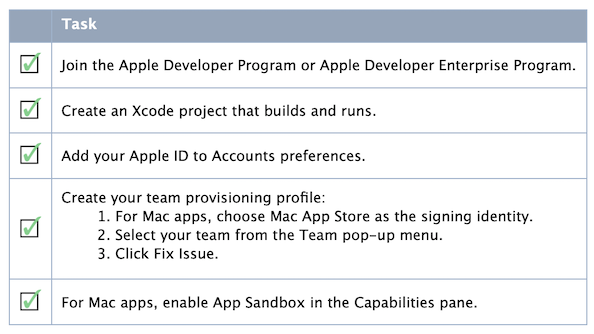 Task
Join the Apple Developer Program or Apple Developer Enterprise Program.
Create an Xcode project that builds and runs.
Add your Apple ID to Accounts preferences.
Create your team provisioning profile:
1. For Mac apps, choose Mac App Store as the signing identity.
2. Select your team from the Team pop-up menu.
3. Click Fix Issue.
For Mac apps, enable App Sandbox in the Capabilities pane.